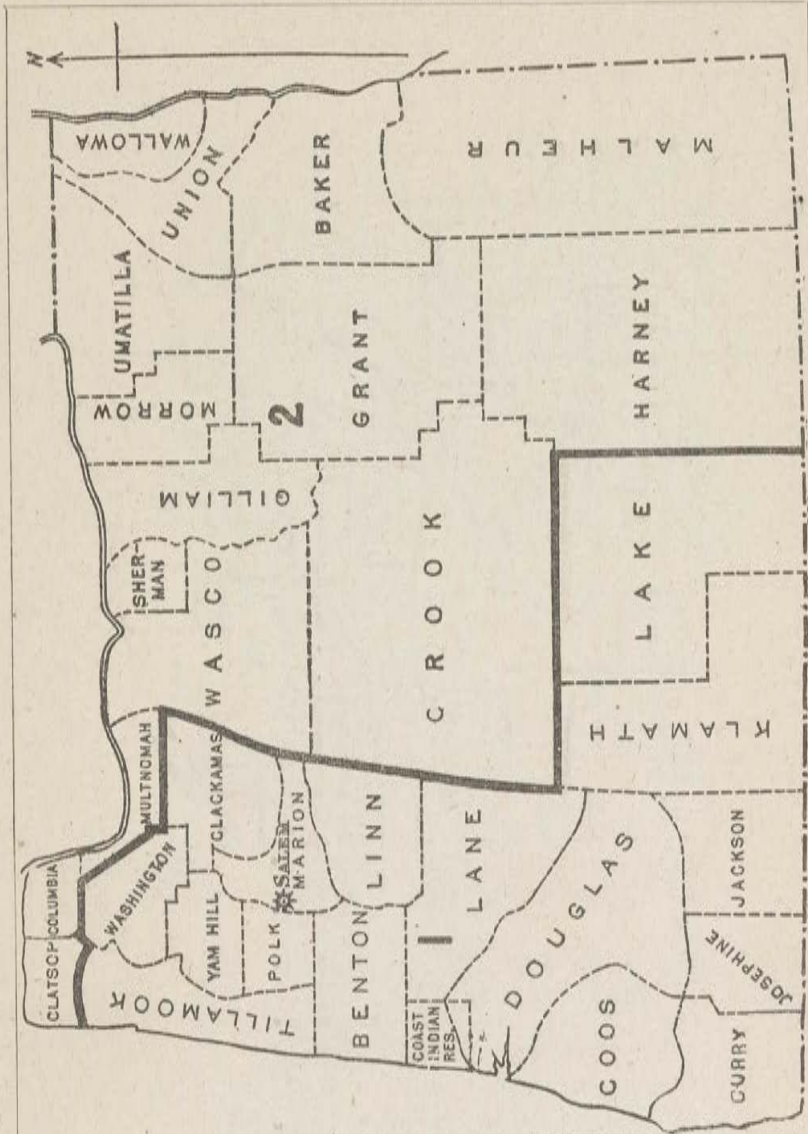 N
WALLOWA
UNION
UMATILLA
MORROW
BAKER
MALHEUR
GRANT
2
HARNEY
GILLIAM
SHER-
MAN
WASCO
CROOK
LAKE
KLAMATH
MULTNOMAH
CLACKAMAS
COLUMBIA
CLATSOP
WASHINGTON
YAM HILL
TILLAMOOK
POLK
SALEM
MARION
LINN
BENTON
LANE
1
COAST
INDIAN
RES.
DOUGLAS
COOS
CURRY
JOSEPHINE
JACKSON